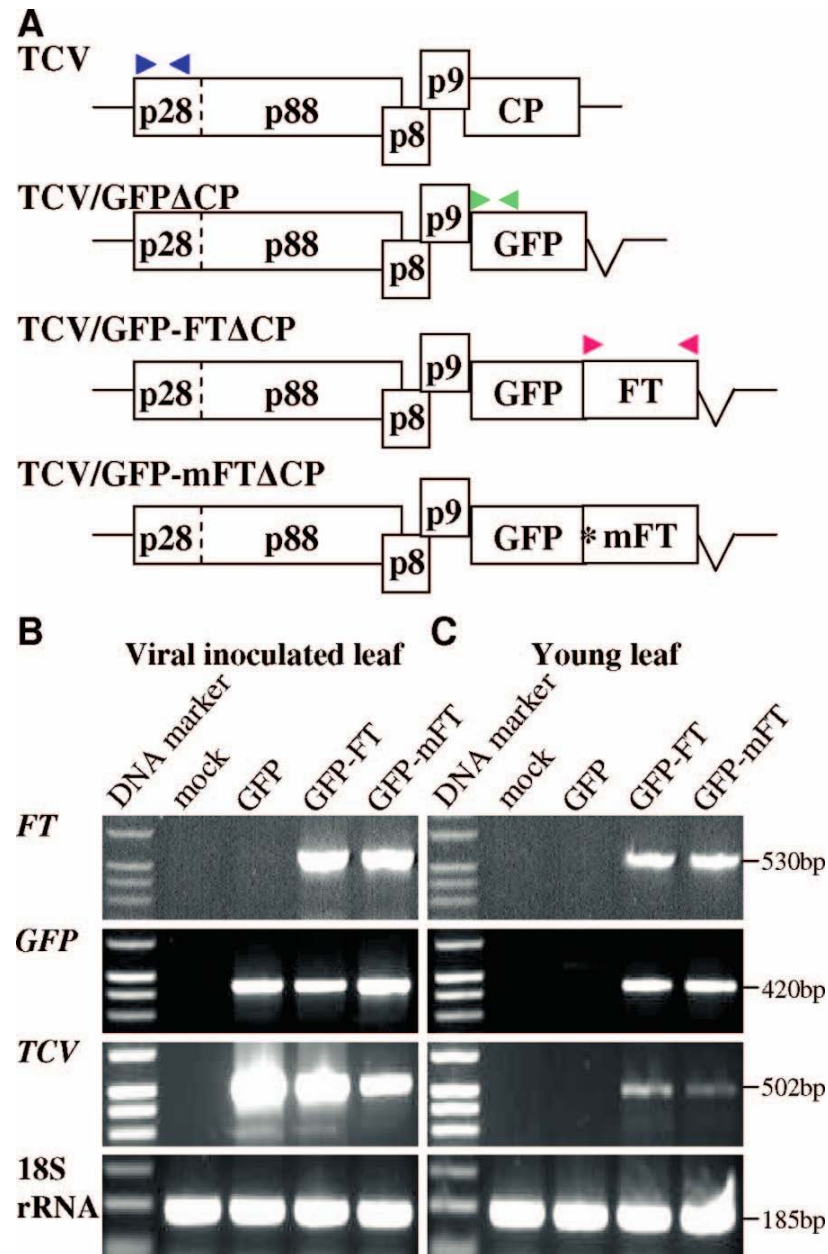 A
TCV
p28 p88 p8 p9 CP
TCV/GFPΔCP
p28 p88 p8 p9 GFP
TCV/GFP-FTΔCP
p28 p88 p8 p9 GFP FT
TCV/GFP-mFTΔCP
p28 p88 p8 p9 GFP *mFT
B C
Viral inoculated leaf Young leaf
DNA marker mock GFP GFP-FT GFP-mFT DNA marker mock GFP GFP-FT GFP-mFT
FT 530bp
GFP 420bp
TCV 502bp
18S
rRNA 185bp